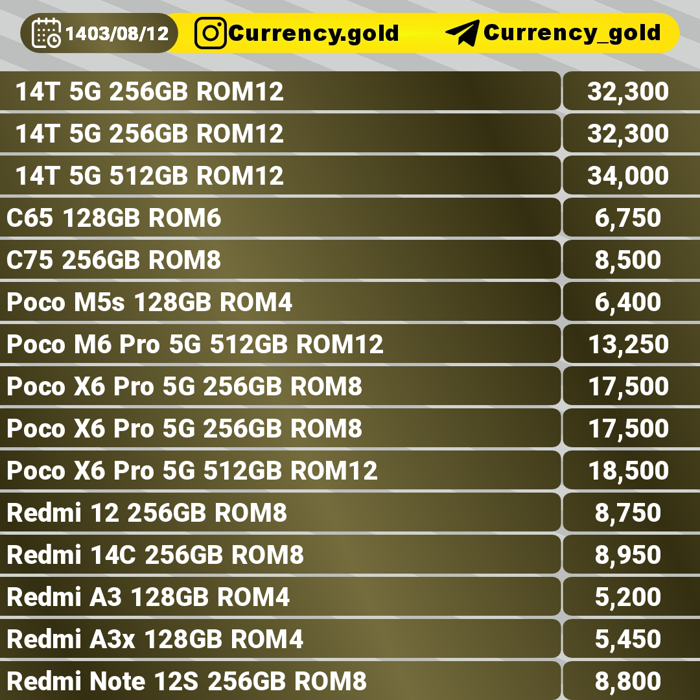 1403/08/12 Currency.gold Currency_gold
14T 5G 256GB ROM12 32,300
14T 5G 256GB ROM12 32,300
14T 5G 512GB ROM12 34,000
C65 128GB ROM6 6,750
C75 256GB ROM8 8,500
Poco M5s 128GB ROM4 6,400
Poco M6 Pro 5G 512GB ROM12 13,250
Poco X6 Pro 5G 256GB ROM8 17,500
Poco X6 Pro 5G 256GB ROM8 17,500
Poco X6 Pro 5G 512GB ROM12 18,500
Redmi 12 256GB ROM8 8,750
Redmi 14C 256GB ROM8 8,950
Redmi A3 128GB ROM4 5,200
Redmi A3x 128GB ROM4 5,450
Redmi Note 12S 256GB ROM8 8,800